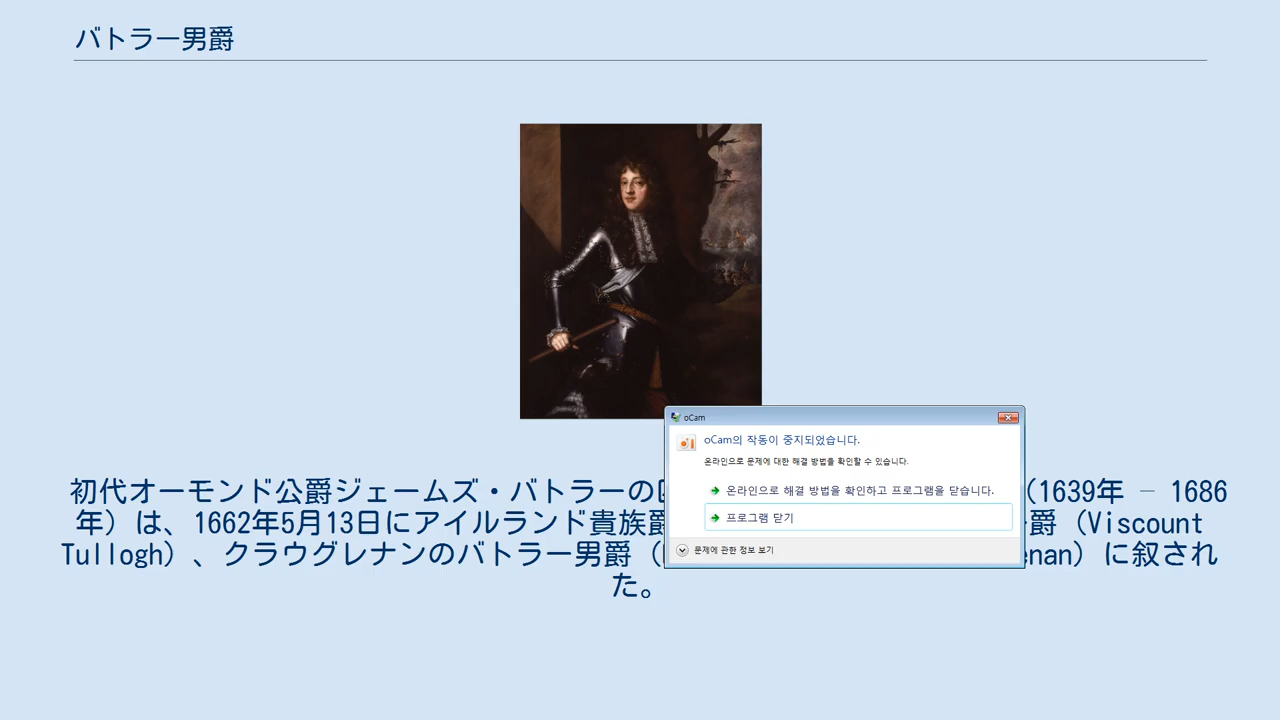 バトラー男爵
oCam
oCam의 작동이 중지되었습니다.
온라인으로 문제에 대한 해결 방법을 확인할 수 있습니다.
온라인으로 해결 방법을 확인하고 프로그램을 닫습니다.
프로그램 닫기
문제에 관한 정보 보기
初代オーモンド公爵ジェームズ・バトラーの （1639年 – 1686
年）は、1662年5月13日にアイルランド貴族爵 爵（Viscount
Tullogh）、クラウグレナンのバトラー男爵（ enan）に叙され
た。